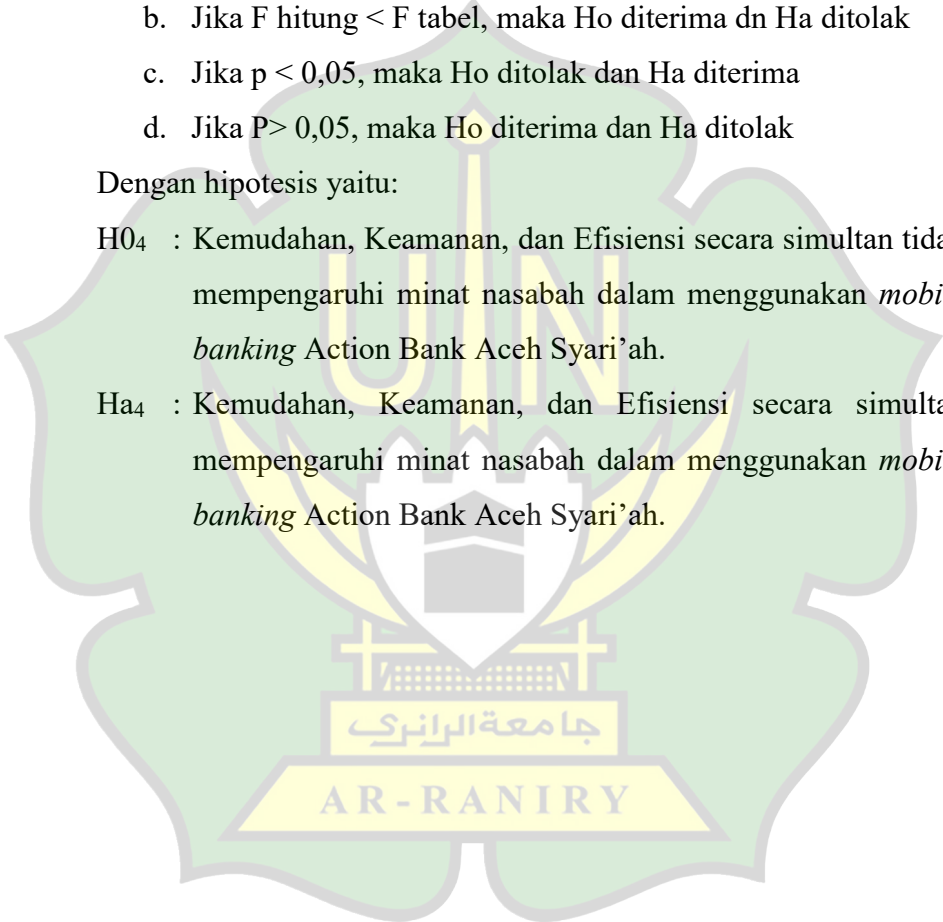 b. Jika F hitung < F tabel, maka Ho diterima dn Ha ditolak
c. Jika p < 0,05, maka Ho ditolak dan Ha diterima
d. Jika P> 0,05, maka Ho diterima dan Ha ditolak
Dengan hipotesis yaitu:
H0₄ : Kemudahan, Keamanan, dan Efisiensi secara simultan tida
mempengaruhi minat nasabah dalam menggunakan mobi
banking Action Bank Aceh Syari’ah.
Ha₄ : Kemudahan, Keamanan, dan Efisiensi secara simulta
mempengaruhi minat nasabah dalam menggunakan mobi
banking Action Bank Aceh Syari’ah.
UIN
جامعة الرانري
AR-RANIRY